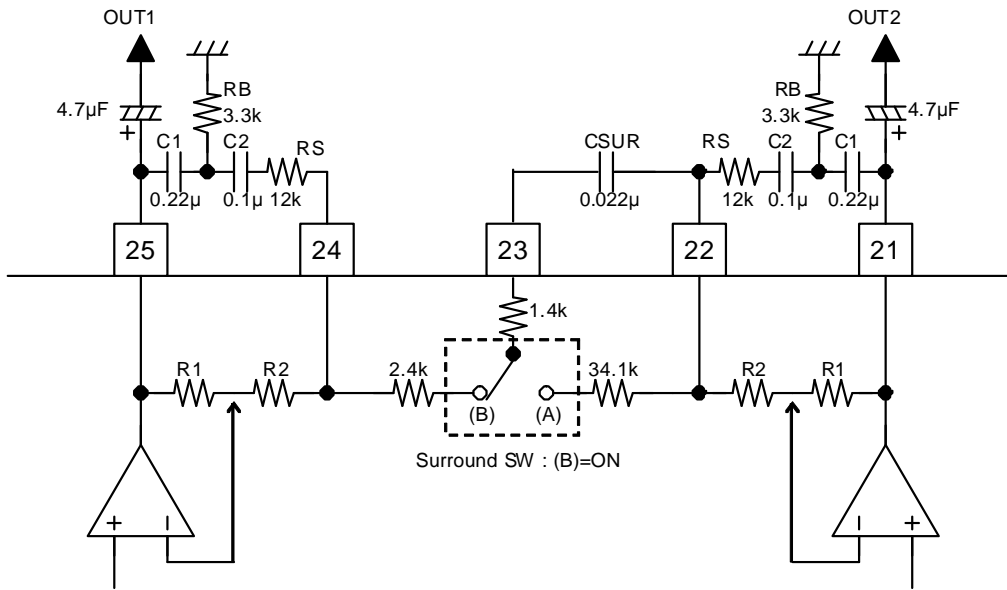 OUT1 OUT2
RB RB
4.7µF 3.3k 3.3k 4.7µF
+ C1 C2 RS CSUR RS C2 C1 +
0.22µ 0.1µ 12k 0.022µ 12k 0.1µ 0.22µ
25 24 23 22 21
1.4k
R1 R2 2.4k 34.1k R2 R1
(B) (A)
Surround SW : (B)=ON
+ − − +